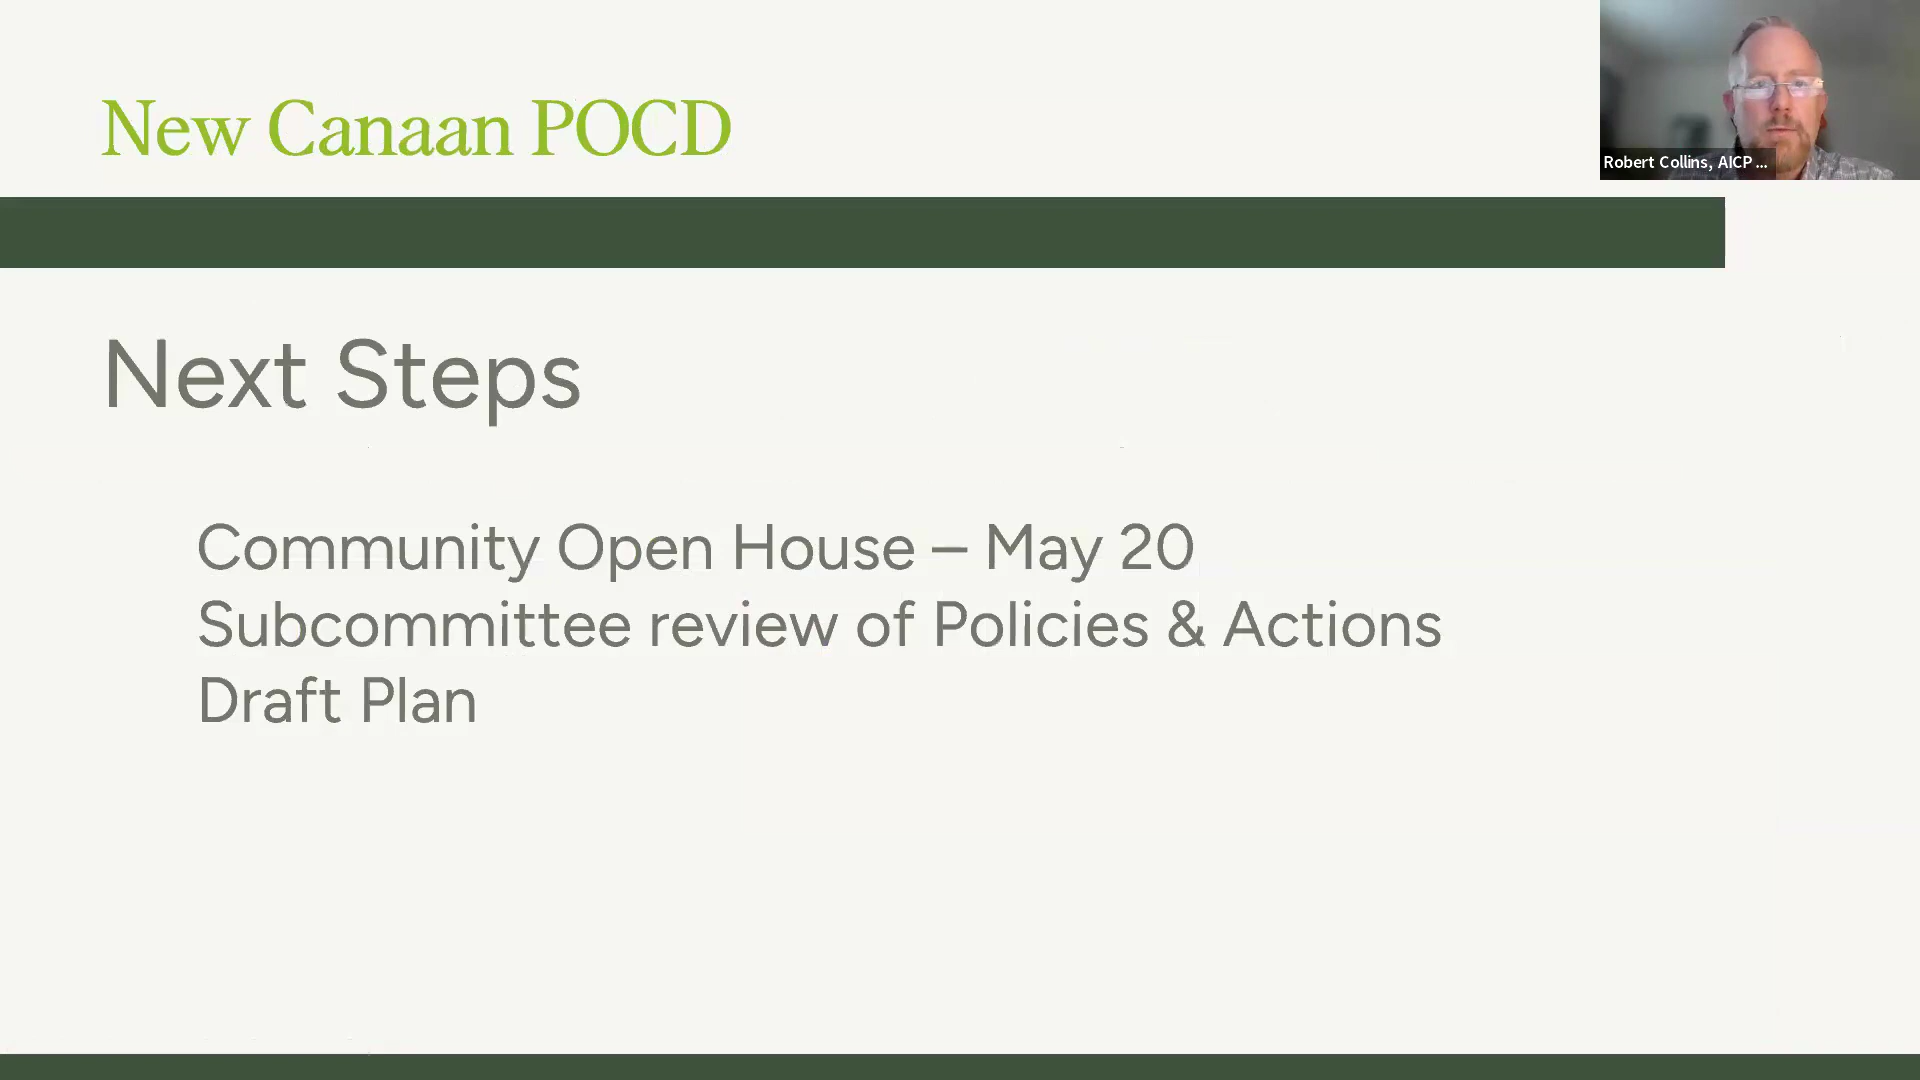 New Canaan POCD
Robert Collins, AICP ...
Next Steps
Community Open House – May 20
Subcommittee review of Policies & Actions
Draft Plan